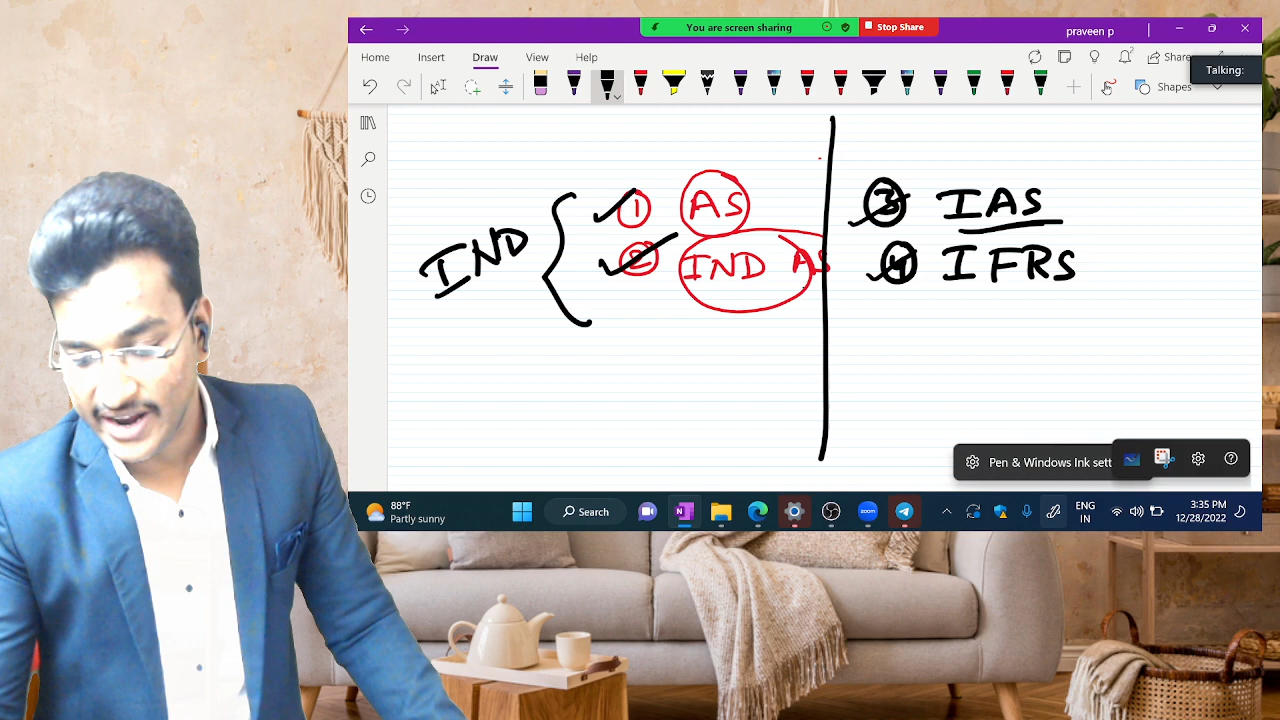 You are screen sharing
Stop Share
praveen p
Home
Insert
Draw
View
Help
Share
Talking:
Shapes
IND
1 AS
2 IND AS
3 IAS
4 IFRS
Pen & Windows Ink sett
88°F
Partly sunny
Search
zoom
ENG
IN
3:35 PM
12/28/2022